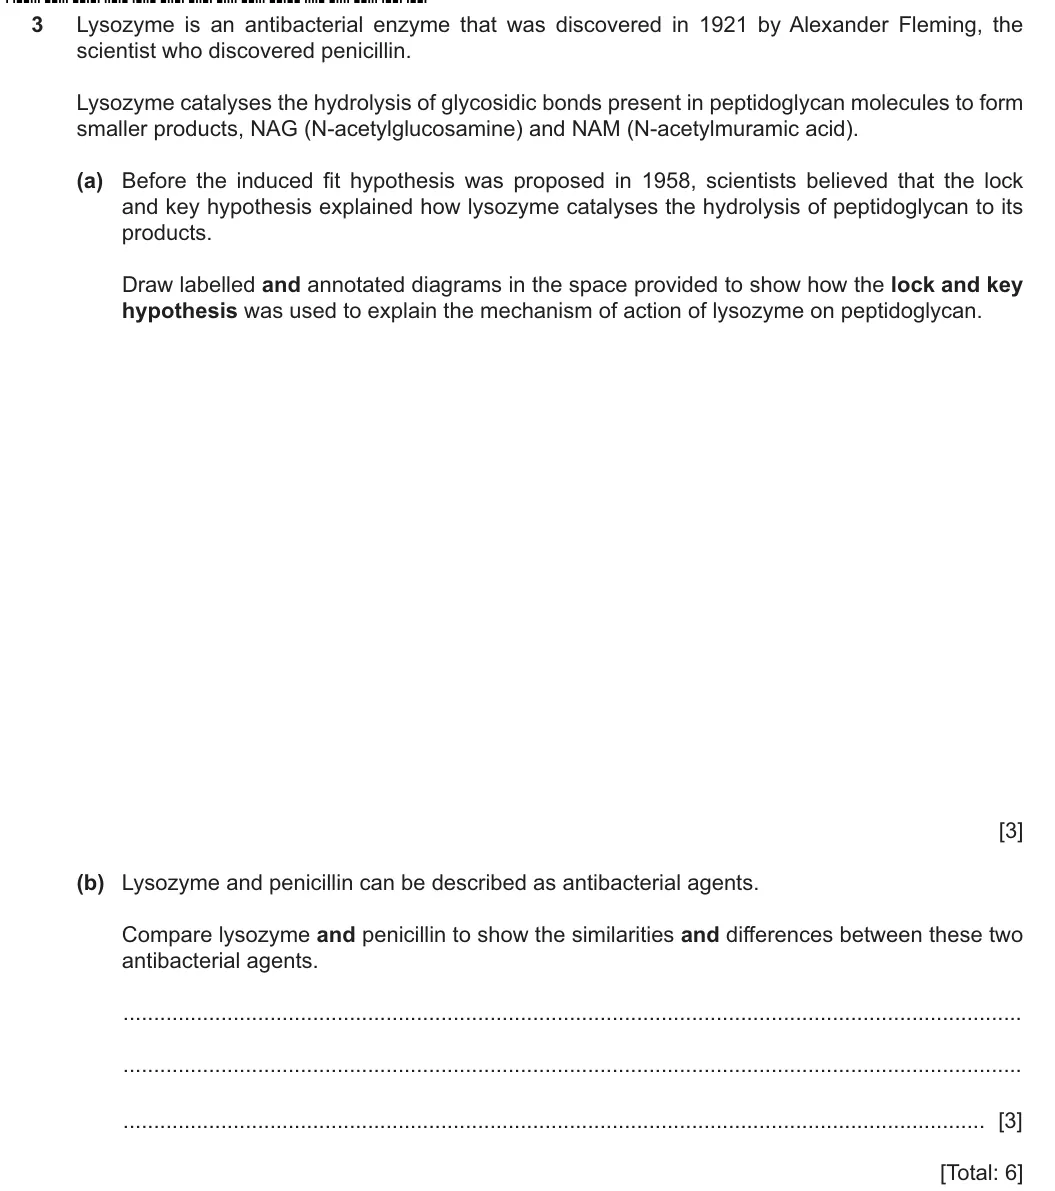 3 Lysozyme is an antibacterial enzyme that was discovered in 1921 by Alexander Fleming, the
scientist who discovered penicillin.
Lysozyme catalyses the hydrolysis of glycosidic bonds present in peptidoglycan molecules to form
smaller products, NAG (N-acetylglucosamine) and NAM (N-acetylmuramic acid).
(a) Before the induced fit hypothesis was proposed in 1958, scientists believed that the lock
and key hypothesis explained how lysozyme catalyses the hydrolysis of peptidoglycan to its
products.
Draw labelled and annotated diagrams in the space provided to show how the lock and key
hypothesis was used to explain the mechanism of action of lysozyme on peptidoglycan.
[3]
(b) Lysozyme and penicillin can be described as antibacterial agents.
Compare lysozyme and penicillin to show the similarities and differences between these two
antibacterial agents.
[3]
[Total: 6]